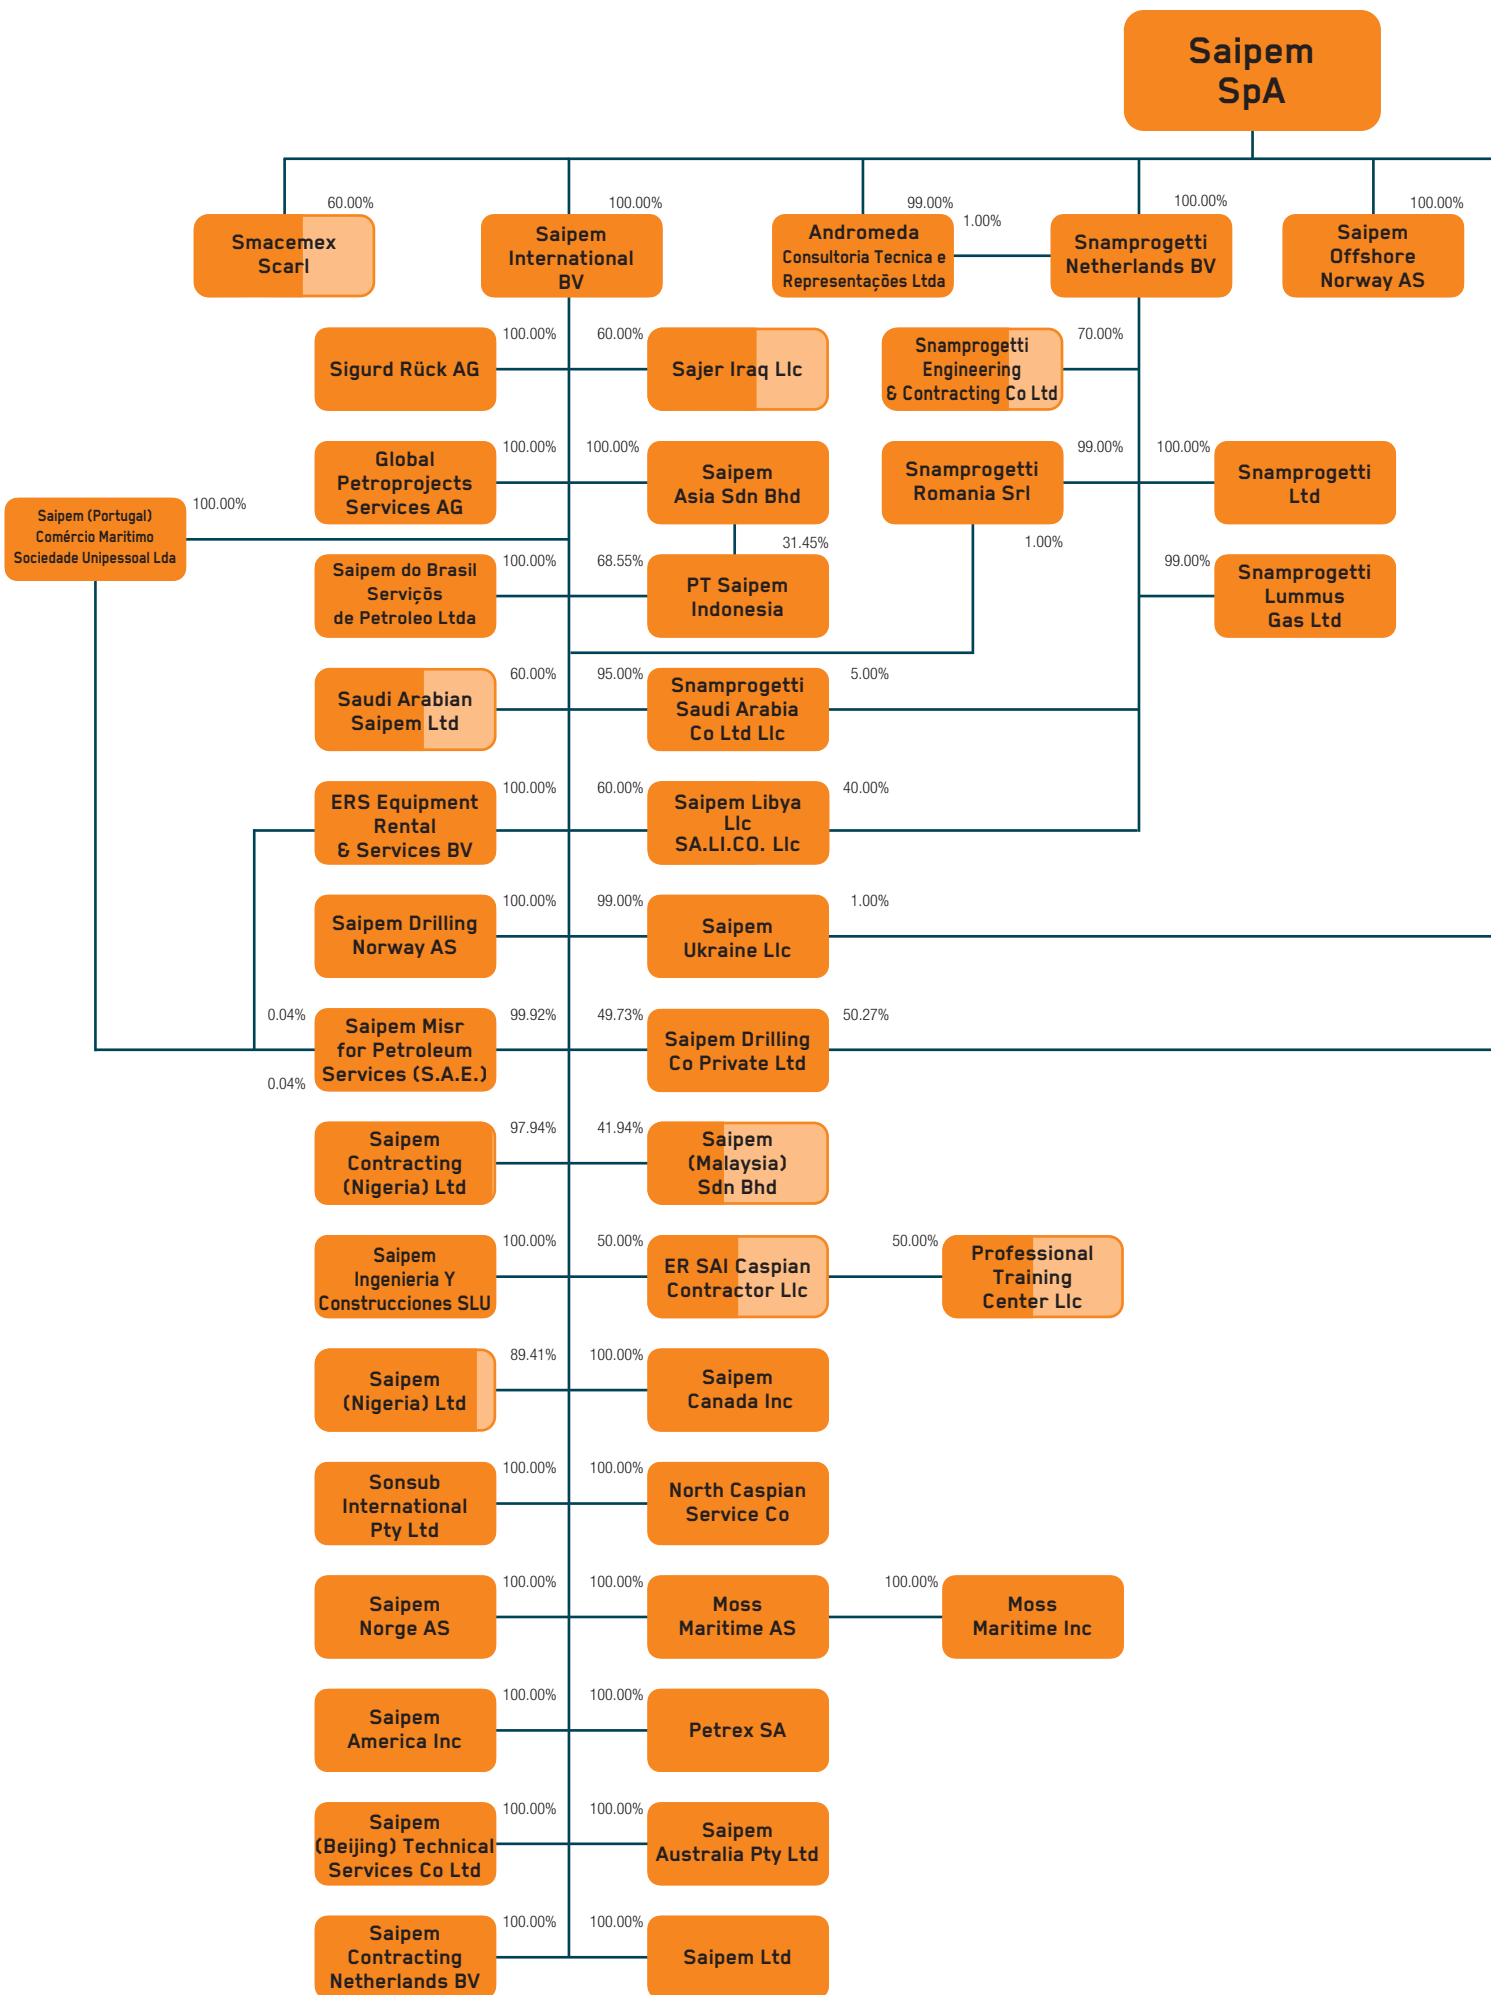 Saipem
SpA
60.00%
100.00%
99.00%
1.00%
100.00%
100.00%
Smacemex
Scarl
Saipem
International
BV
Andromeda
Consultoria Tecnica e
Representações Ltda
Snamprogetti
Netherlands BV
Saipem
Offshore
Norway AS
100.00%
60.00%
70.00%
Sigurd Rück AG
Sajer Iraq Llc
Snamprogetti
Engineering
& Contracting Co Ltd
100.00%
100.00%
99.00%
100.00%
Global
Petroprojects
Services AG
Saipem
Asia Sdn Bhd
Snamprogetti
Romania Srl
Snamprogetti
Ltd
100.00%
Saipem (Portugal)
Comércio Maritimo
Sociedade Unipessoal Lda
31.45%
1.00%
100.00%
68.55%
99.00%
Saipem do Brasil
Serviçõs
de Petroleo Ltda
PT Saipem
Indonesia
Snamprogetti
Lummus
Gas Ltd
60.00%
95.00%
5.00%
Saudi Arabian
Saipem Ltd
Snamprogetti
Saudi Arabia
Co Ltd Llc
100.00%
60.00%
40.00%
ERS Equipment
Rental
& Services BV
Saipem Libya
Llc
SA.LI.CO. Llc
100.00%
99.00%
1.00%
Saipem Drilling
Norway AS
Saipem
Ukraine Llc
0.04%
99.92%
49.73%
50.27%
Saipem Misr
for Petroleum
Services (S.A.E.)
Saipem Drilling
Co Private Ltd
0.04%
97.94%
41.94%
Saipem
Contracting
(Nigeria) Ltd
Saipem
(Malaysia)
Sdn Bhd
100.00%
50.00%
50.00%
Saipem
Ingenieria Y
Construcciones SLU
ER SAI Caspian
Contractor Llc
Professional
Training
Center Llc
89.41%
100.00%
Saipem
(Nigeria) Ltd
Saipem
Canada Inc
100.00%
100.00%
Sonsub
International
Pty Ltd
North Caspian
Service Co
100.00%
100.00%
100.00%
Saipem
Norge AS
Moss
Maritime AS
Moss
Maritime Inc
100.00%
100.00%
Saipem
America Inc
Petrex SA
100.00%
100.00%
Saipem
(Beijing) Technical
Services Co Ltd
Saipem
Australia Pty Ltd
100.00%
100.00%
Saipem
Contracting
Netherlands BV
Saipem Ltd